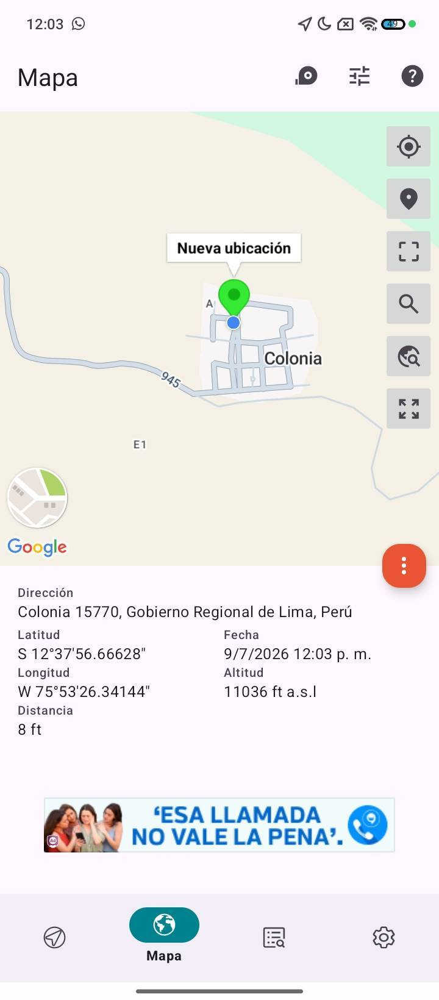 12:03
49
Mapa
Nueva ubicación
A
Colonia
945
P
E1
Google
Dirección
Colonia 15770, Gobierno Regional de Lima, Perú
Latitud
S 12°37'56.66628"
Fecha
9/7/2026 12:03 p. m.
Longitud
W 75°53'26.34144"
Altitud
11036 ft a.s.l
Distancia
8 ft
‘ESA LLAMADA
NO VALE LA PENA’.
Ad
Mapa